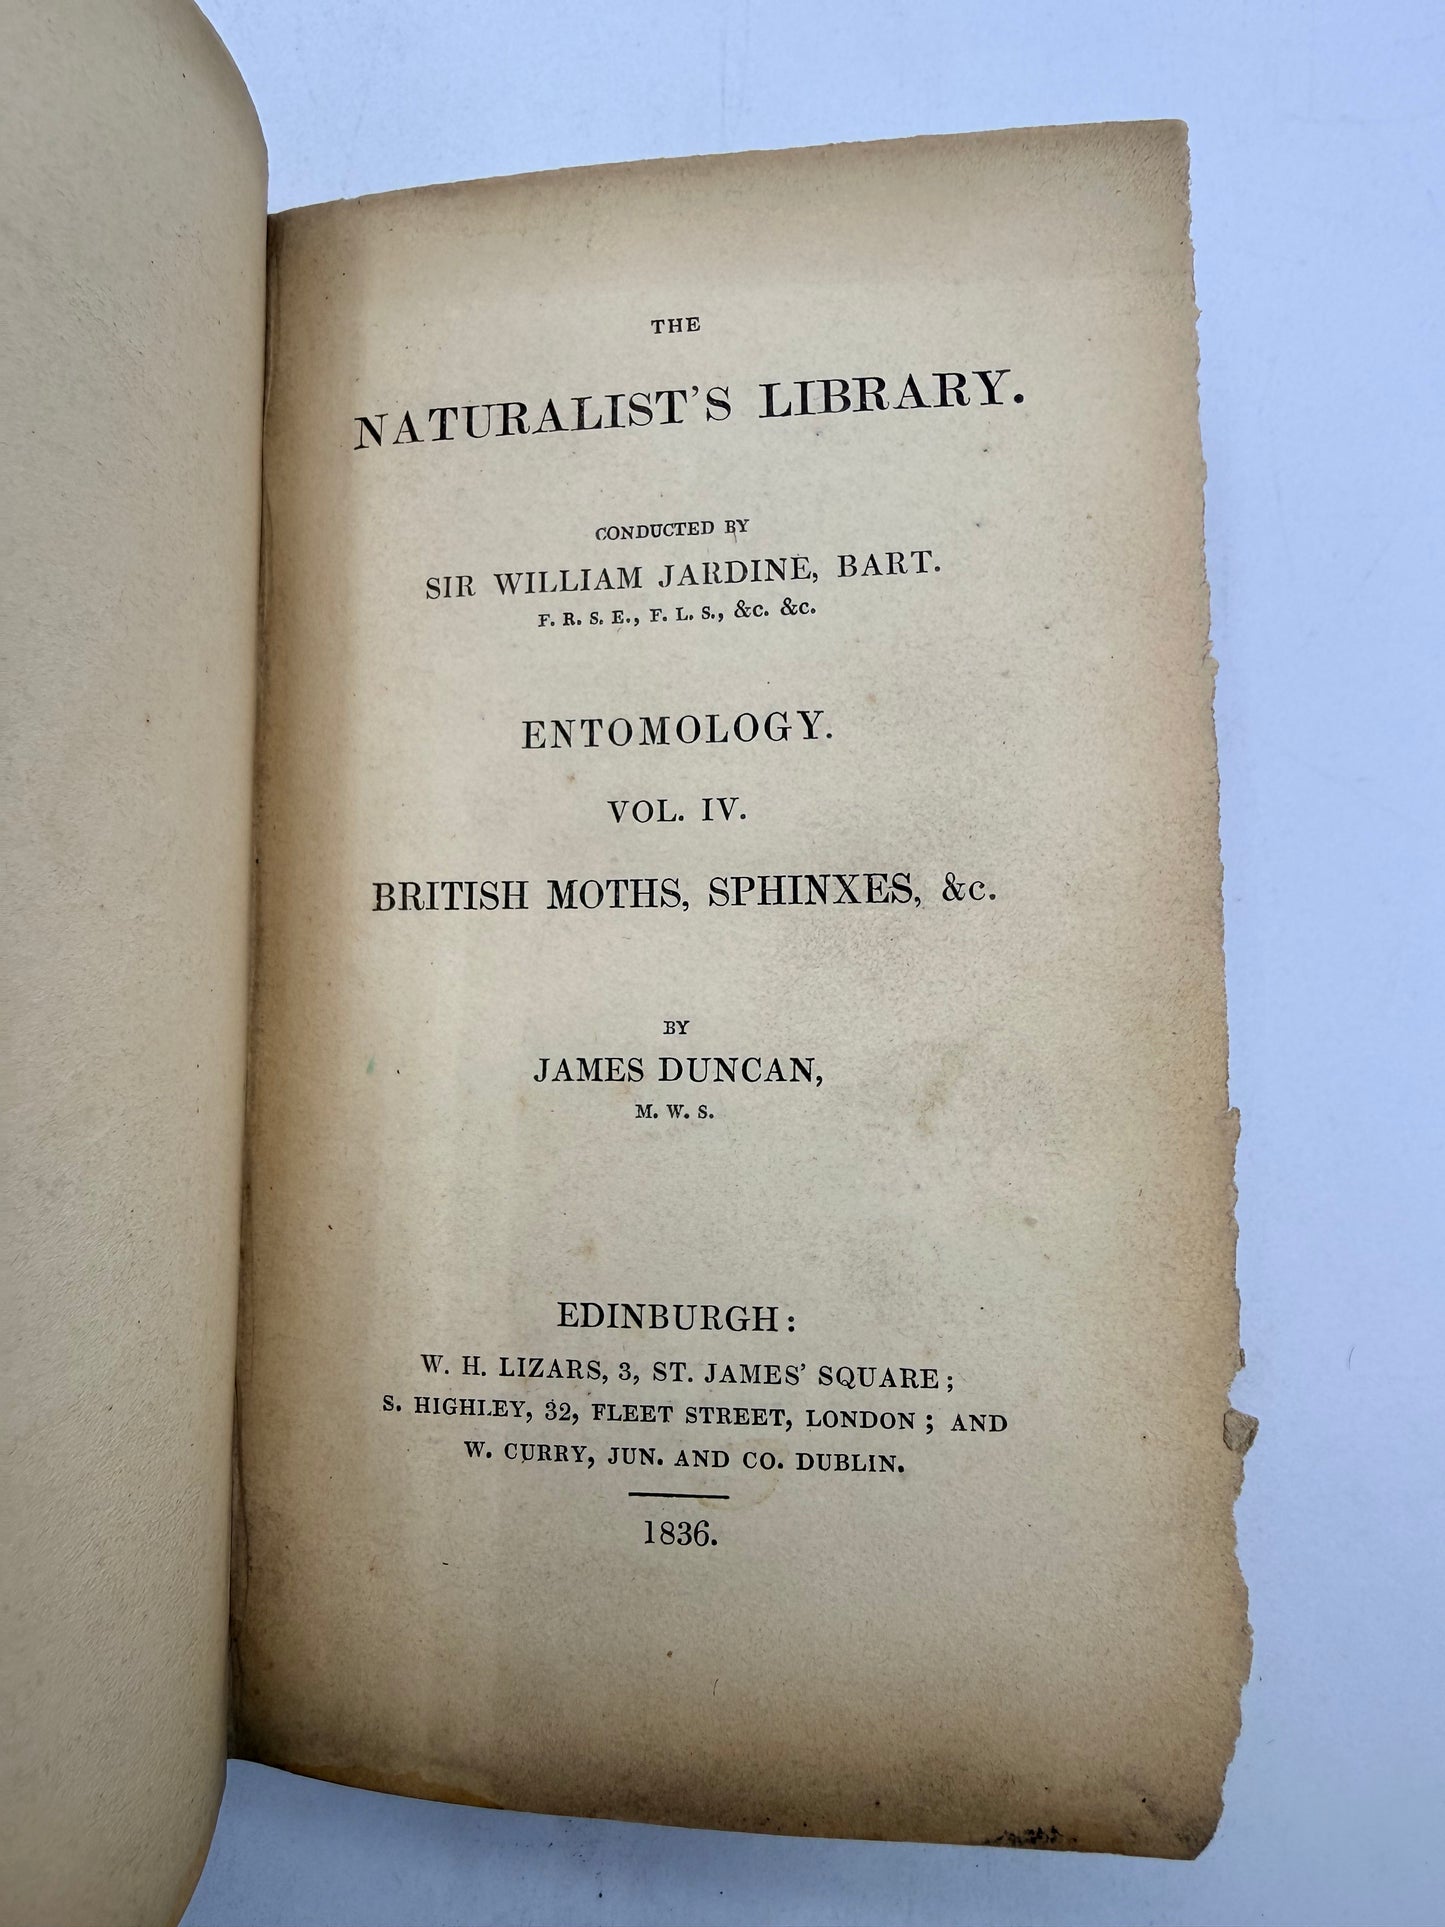 THE
NATURALIST'S LIBRARY.
CONDUCTED BY
SIR WILLIAM JARDINE, BART.
F. R. S. E., F. L. S., &c. &c.
ENTOMOLOGY.
VOL. IV.
BRITISH MOTHS, SPHINXES, &c.
BY
JAMES DUNCAN,
M. W. S.
EDINBURGH:
W. H. LIZARS, 3, ST. JAMES' SQUARE;
S. HIGHLEY, 32, FLEET STREET, LONDON; AND
W. CURRY, JUN. AND CO. DUBLIN.
1836.